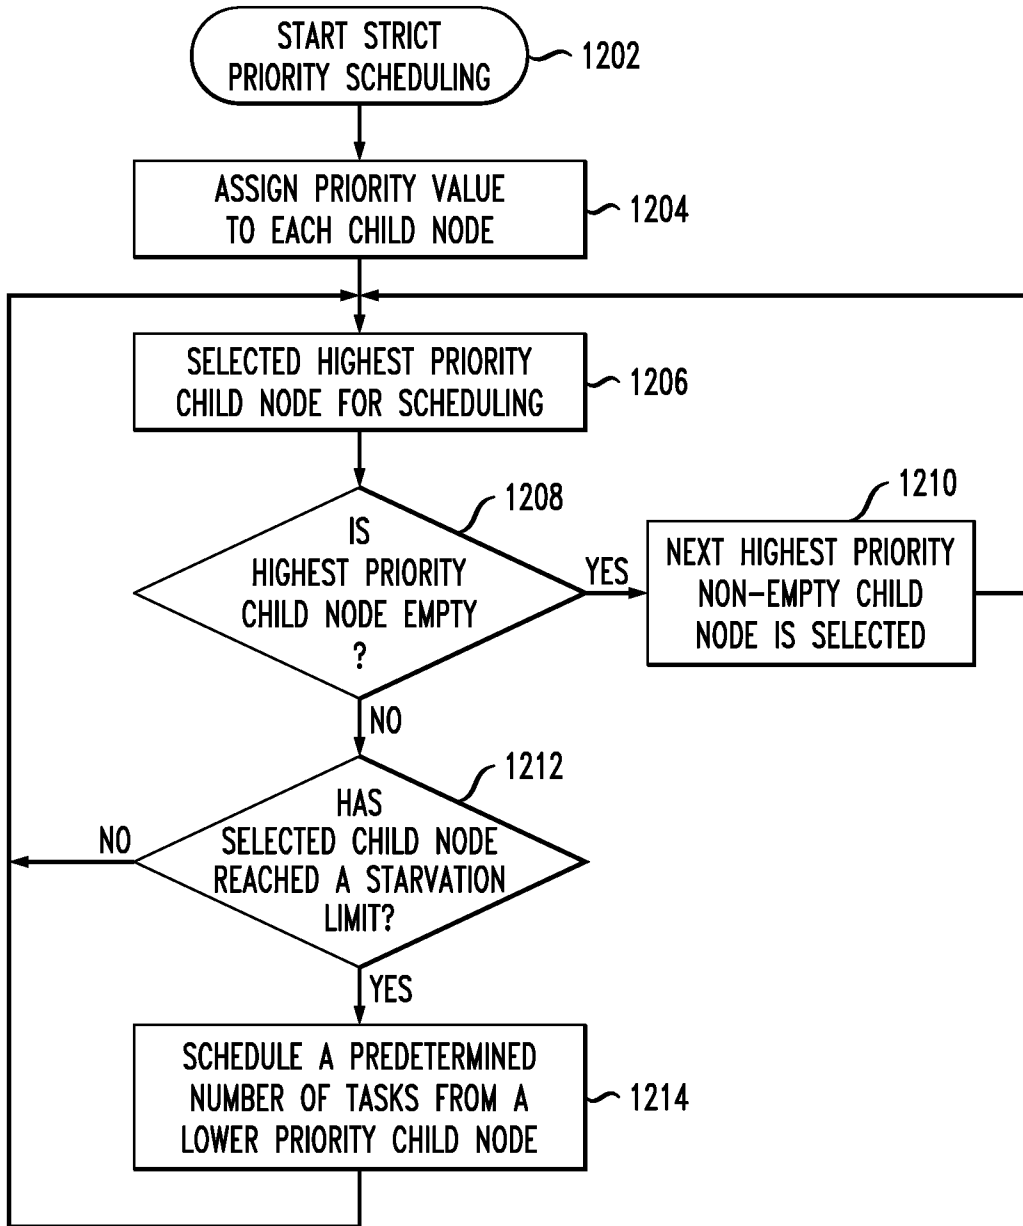 START STRICT
PRIORITY SCHEDULING
1202
ASSIGN PRIORITY VALUE
TO EACH CHILD NODE
1204
SELECTED HIGHEST PRIORITY
CHILD NODE FOR SCHEDULING
1206
1208
IS
HIGHEST PRIORITY
CHILD NODE EMPTY
?
YES
1210
NEXT HIGHEST PRIORITY
NON-EMPTY CHILD
NODE IS SELECTED
NO
1212
HAS
SELECTED CHILD NODE
REACHED A STARVATION
LIMIT?
NO
YES
SCHEDULE A PREDETERMINED
NUMBER OF TASKS FROM A
LOWER PRIORITY CHILD NODE
1214